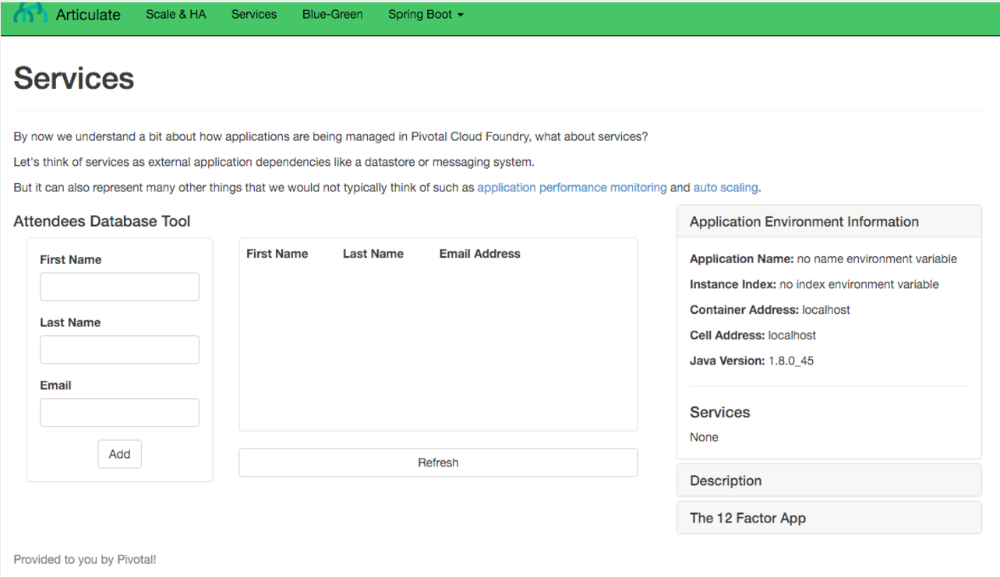 Articulate Scale & HA Services Blue-Green Spring Boot
Services
By now we understand a bit about how applications are being managed in Pivotal Cloud Foundry, what about services?
Let's think of services as external application dependencies like a datastore or messaging system.
But it can also represent many other things that we would not typically think of such as application performance monitoring and auto scaling.
Attendees Database Tool
First Name
Last Name
Email
Add
First Name Last Name Email Address
Refresh
Application Environment Information
Application Name: no name environment variable
Instance Index: no index environment variable
Container Address: localhost
Cell Address: localhost
Java Version: 1.8.0_45
Services
None
Description
The 12 Factor App
Provided to you by Pivotal!